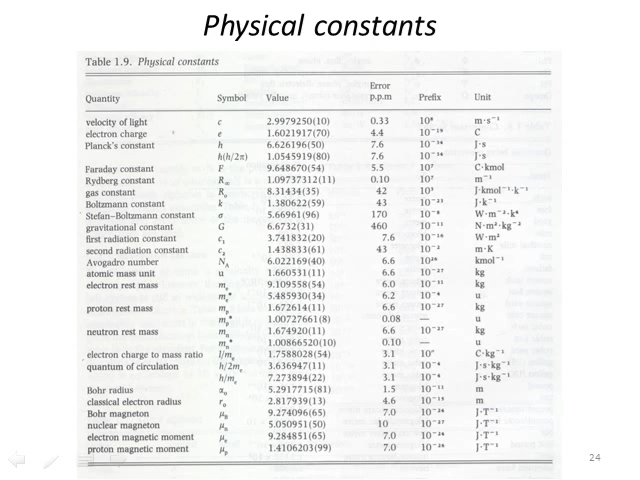 Physical constants
Table 1.9. Physical constants
Error
Quantity Symbol Value p.p.m Prefix Unit
velocity of light c 2.9979250(10) 0.33 10⁸ m·s⁻¹
electron charge e 1.6021917(70) 4.4 10⁻¹⁹ C
Planck's constant h 6.626196(50) 7.6 10⁻³⁴ J·s
h(h/2π) 1.0545919(80) 7.6 10⁻³⁴ J·s
Faraday constant F 9.648670(54) 5.5 10⁷ C·kmol
Rydberg constant R∞ 1.09737312(11) 0.10 10⁷ m⁻¹
gas constant R₀ 8.31434(35) 42 10³ J·kmol⁻¹·k⁻¹
Boltzmann constant k 1.380622(59) 43 10⁻²³ J·k⁻¹
Stefan-Boltzmann constant σ 5.66961(96) 170 10⁻⁸ W·m⁻²·k⁴
gravitational constant G 6.6732(31) 460 10⁻¹¹ N·m²·kg⁻²
first radiation constant c₁ 3.741832(20) 7.6 10⁻¹⁶ W·m²
second radiation constant c₂ 1.438833(61) 43 10⁻² m·K
Avogadro number N_A 6.022169(40) 6.6 10²⁶ kmol⁻¹
atomic mass unit u 1.660531(11) 6.6 10⁻²⁷ kg
electron rest mass mₑ 9.109558(54) 6.0 10⁻³¹ kg
mₑ* 5.485930(34) 6.2 10⁻⁴ u
proton rest mass mₚ 1.672614(11) 6.6 10⁻²⁷ kg
mₚ* 1.00727661(8) 0.08 — u
neutron rest mass mₙ 1.674920(11) 6.6 10⁻²⁷ kg
mₙ* 1.00866520(10) 0.10 — u
electron charge to mass ratio l/mₑ 1.7588028(54) 3.1 C·kg⁻¹
quantum of circulation h/2mₑ 3.636947(11) 3.1 10⁻⁴ J·s·kg⁻¹
h/mₑ 7.273894(22) 3.1 10⁻⁴ J·s·kg⁻¹
Bohr radius 5.2917715(81) 1.5 10⁻¹¹ m
classical electron radius r₀ 2.817939(13) 4.6 10⁻¹⁵ m
Bohr magneton μ_B 9.274096(65) 7.0 10⁻²⁴ J·T⁻¹
nuclear magneton μₙ 5.050951(50) 10 10⁻²⁷ J·T⁻¹
electron magnetic moment μₑ 9.284851(65) 7.0 J·T⁻¹
proton magnetic moment μₚ 1.4106203(99) 7.0 10⁻²⁶ J·T⁻¹
24